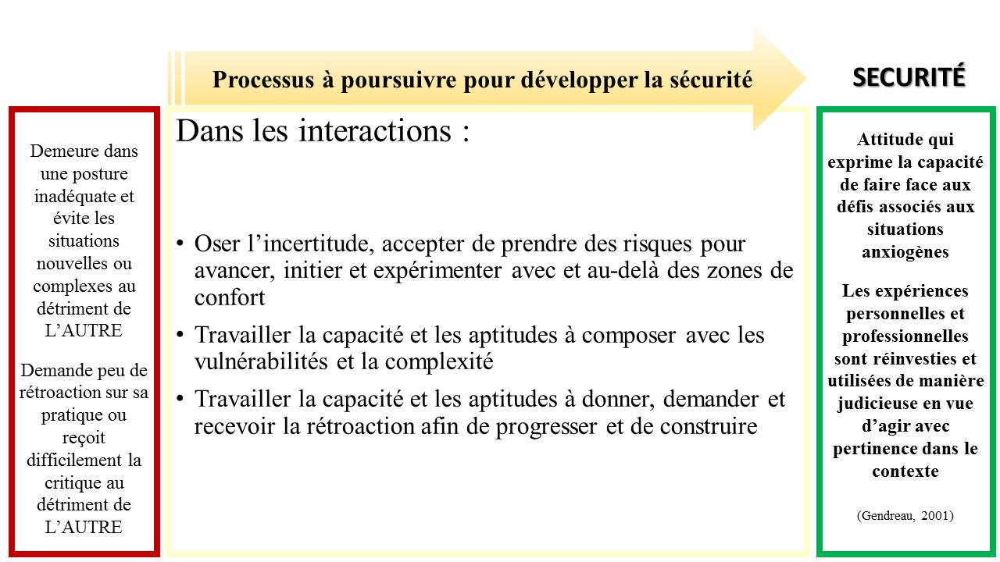 Processus à poursuivre pour développer la sécurité
SECURITÉ
Demeure dans
une posture
inadéquate et
évite les
situations
nouvelles ou
complexes au
détriment de
L’AUTRE
Demande peu de
rétroaction sur sa
pratique ou
reçoit
difficilement la
critique au
détriment de
L’AUTRE
Dans les interactions :
• Oser l’incertitude, accepter de prendre des risques pour
avancer, initier et expérimenter avec et au-delà des zones de
confort
• Travailler la capacité et les aptitudes à composer avec les
vulnérabilités et la complexité
• Travailler la capacité et les aptitudes à donner, demander et
recevoir la rétroaction afin de progresser et de construire
Attitude qui
exprime la capacité
de faire face aux
défis associés aux
situations
anxiogènes
Les expériences
personnelles et
professionnelles
sont réinvesties et
utilisées de manière
judicieuse en vue
d’agir avec
pertinence dans le
contexte
(Gendreau, 2001)